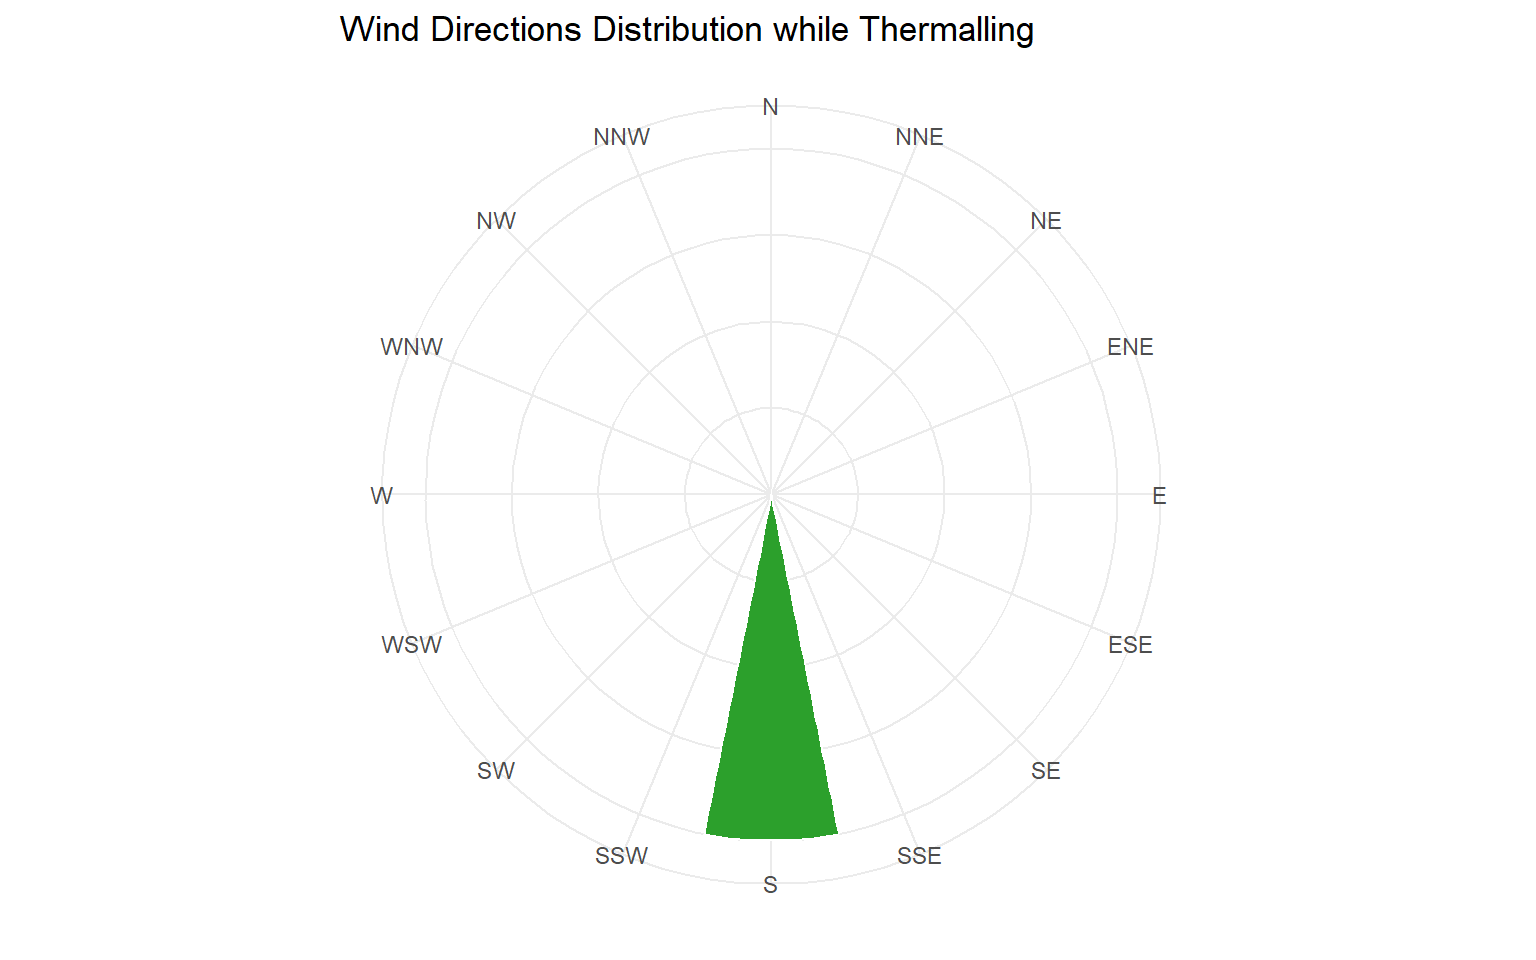 Wind Directions Distribution while Thermalling
N
NNW
NNE
NW
NE
WNW
ENE
W
E
WSW
ESE
SW
SE
SSW
SSE
S